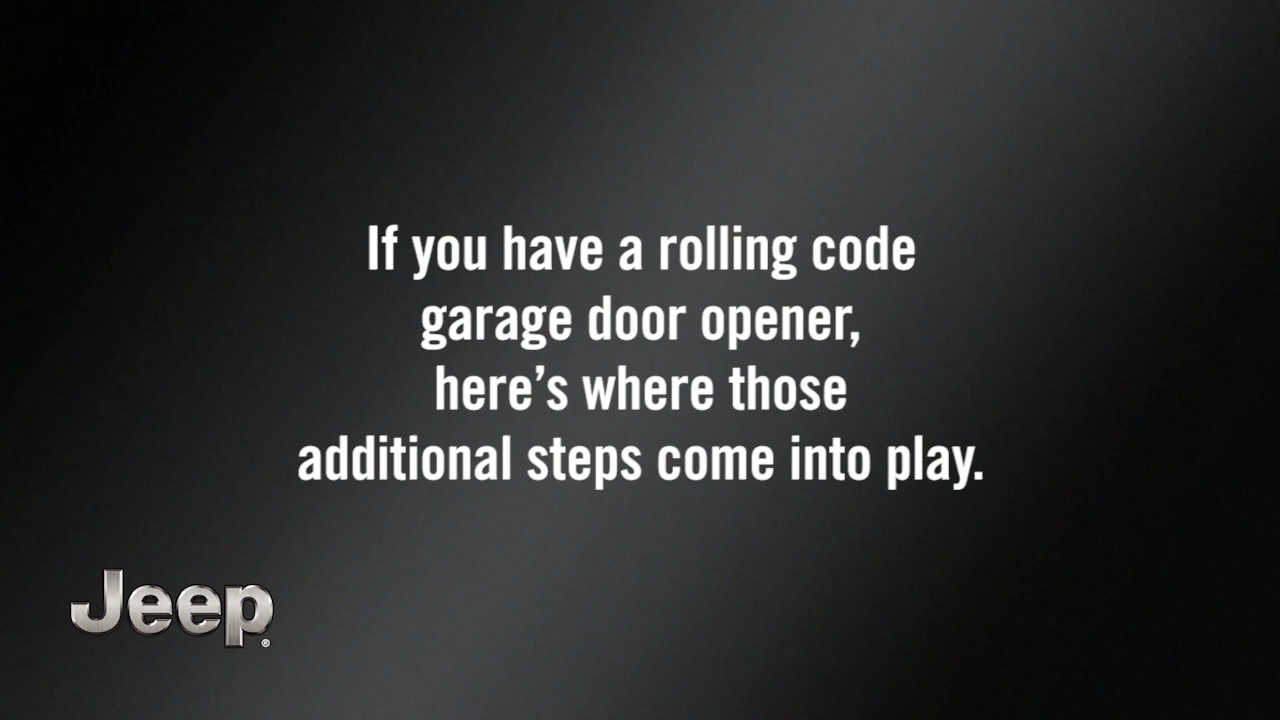 If you have a rolling code
garage door opener,
here’s where those
additional steps come into play.
Jeep®